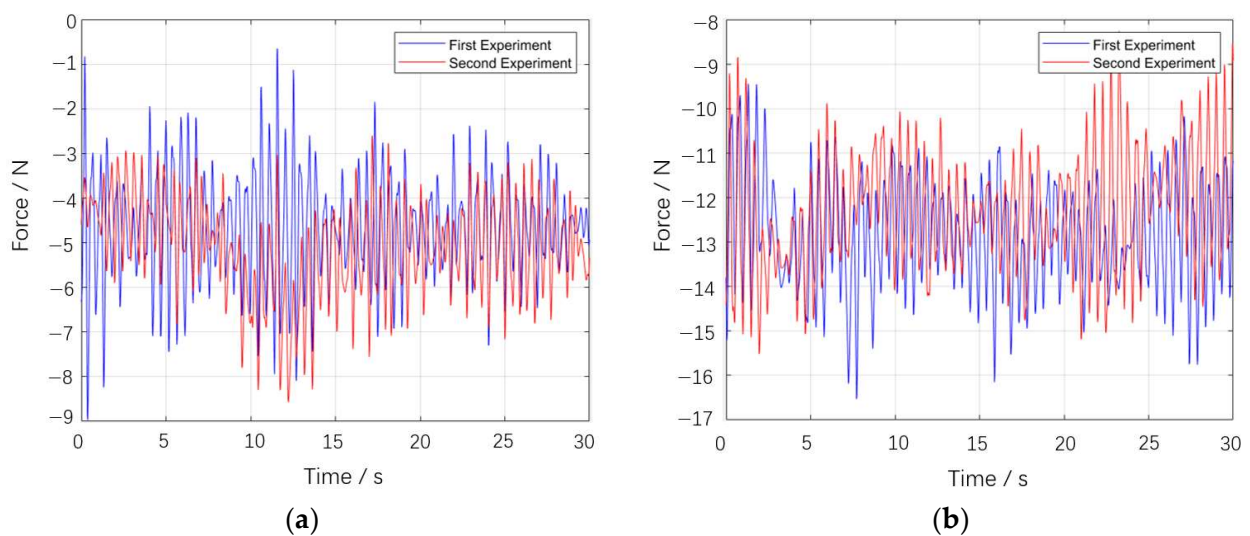 0
−1
−2
−3
−4
−5
−6
−7
−8
−9
Force / N
First Experiment
Second Experiment
0 5 10 15 20 25 30
Time / s
(a)
−8
−9
−10
−11
−12
−13
−14
−15
−16
−17
Force / N
First Experiment
Second Experiment
0 5 10 15 20 25 30
Time / s
(b)